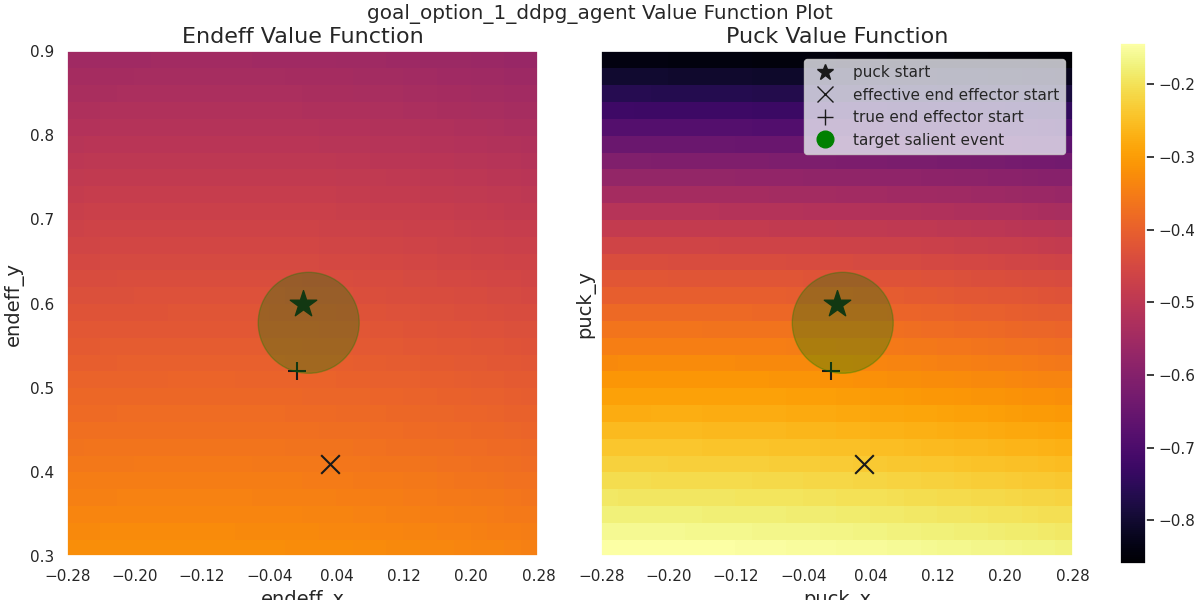 goal_option_1_ddpg_agent Value Function Plot
Endeff Value Function
Puck Value Function
puck start
effective end effector start
true end effector start
target salient event
0.9
0.8
0.7
0.6
0.5
0.4
0.3
endeff_y
−0.28 −0.20 −0.12 −0.04 0.04 0.12 0.20 0.28
endeff_x
puck_y
−0.28 −0.20 −0.12 −0.04 0.04 0.12 0.20 0.28
puck_x
−0.2
−0.3
−0.4
−0.5
−0.6
−0.7
−0.8